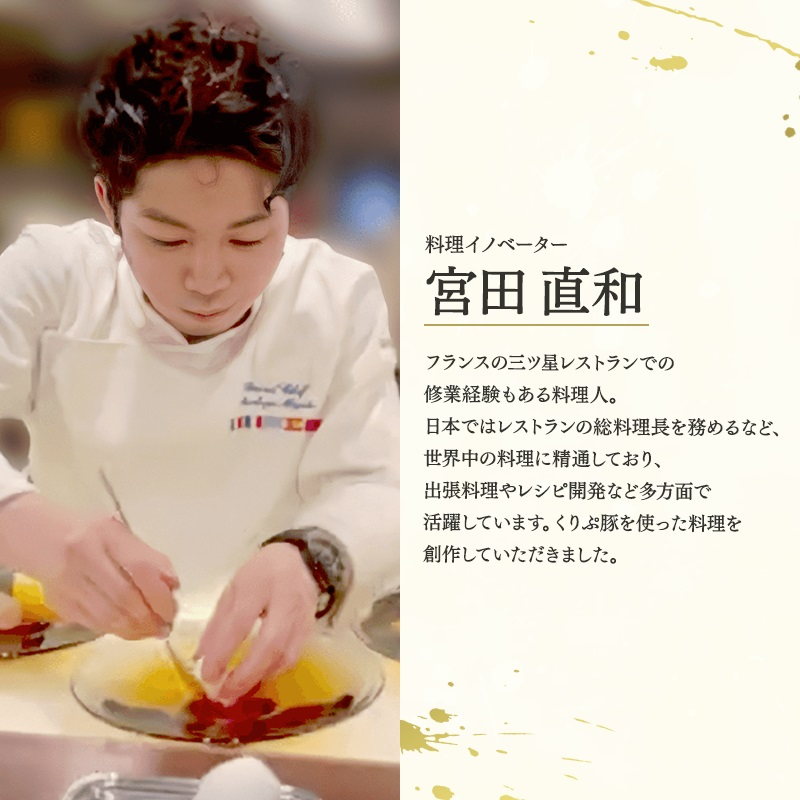 料理イノベーター
宮田 直和
フランスの三ツ星レストランでの
修業経験もある料理人。
日本ではレストランの総料理長を務めるなど、
世界中の料理に精通しており、
出張料理やレシピ開発など多方面で
活躍しています。くりぷ豚を使った料理を
創作していただきました。